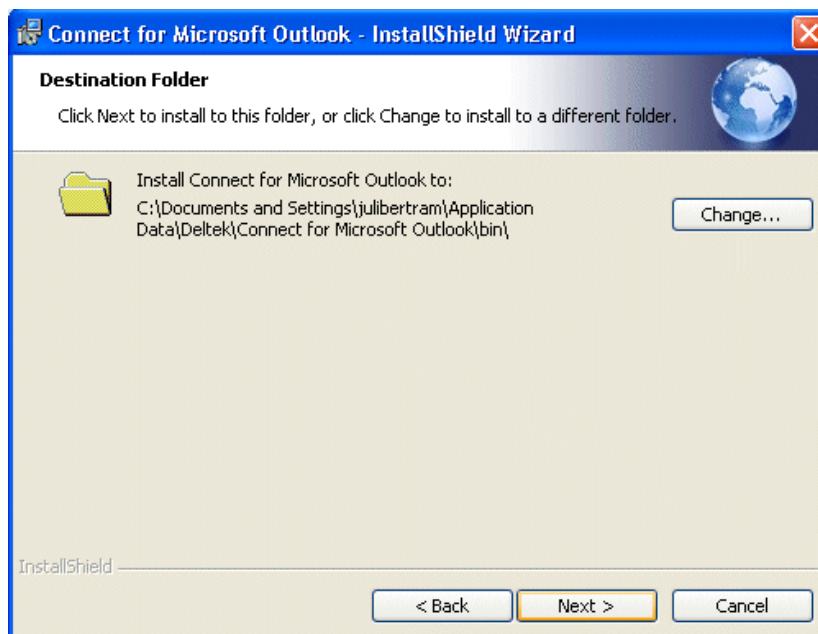 Connect for Microsoft Outlook - InstallShield Wizard
Destination Folder
Click Next to install to this folder, or click Change to install to a different folder.
Install Connect for Microsoft Outlook to:
C:\Documents and Settings\julibertram\Application
Data\Deltek\Connect for Microsoft Outlook\bin\
Change...
InstallShield
< Back
Next >
Cancel